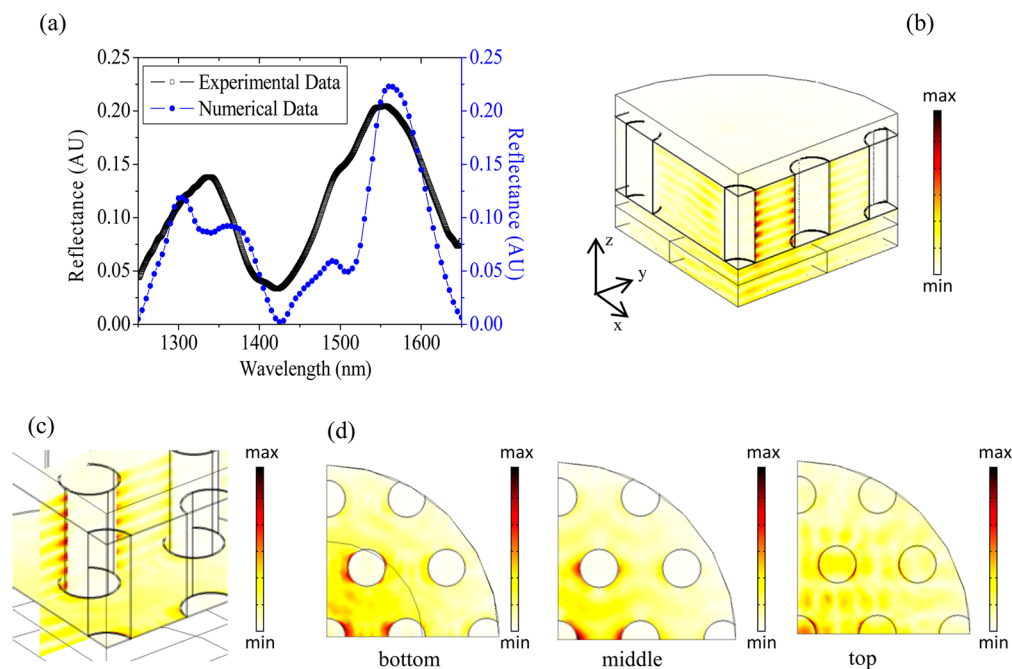 (a)
0.25
0.20
0.15
0.10
0.05
0.00
Reflectance (AU)
Experimental Data
Numerical Data
0.25
0.20
0.15
0.10
0.05
0.00
Reflectance (AU)
1300 1400 1500 1600
Wavelength (nm)
(b)
max
min
z
y
x
(c)
max
min
(d)
max
min
bottom
max
min
middle
max
min
top